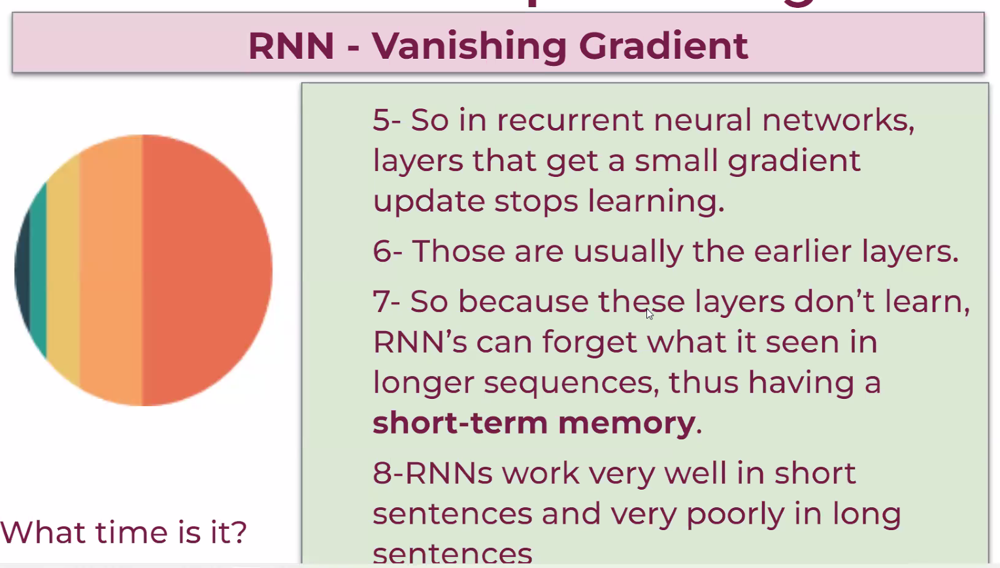 RNN - Vanishing Gradient
5- So in recurrent neural networks,
layers that get a small gradient
update stops learning.
6- Those are usually the earlier layers.
7- So because these layers don’t learn,
RNN’s can forget what it seen in
longer sequences, thus having a
short-term memory.
8-RNNs work very well in short
sentences and very poorly in long
sentences
What time is it?